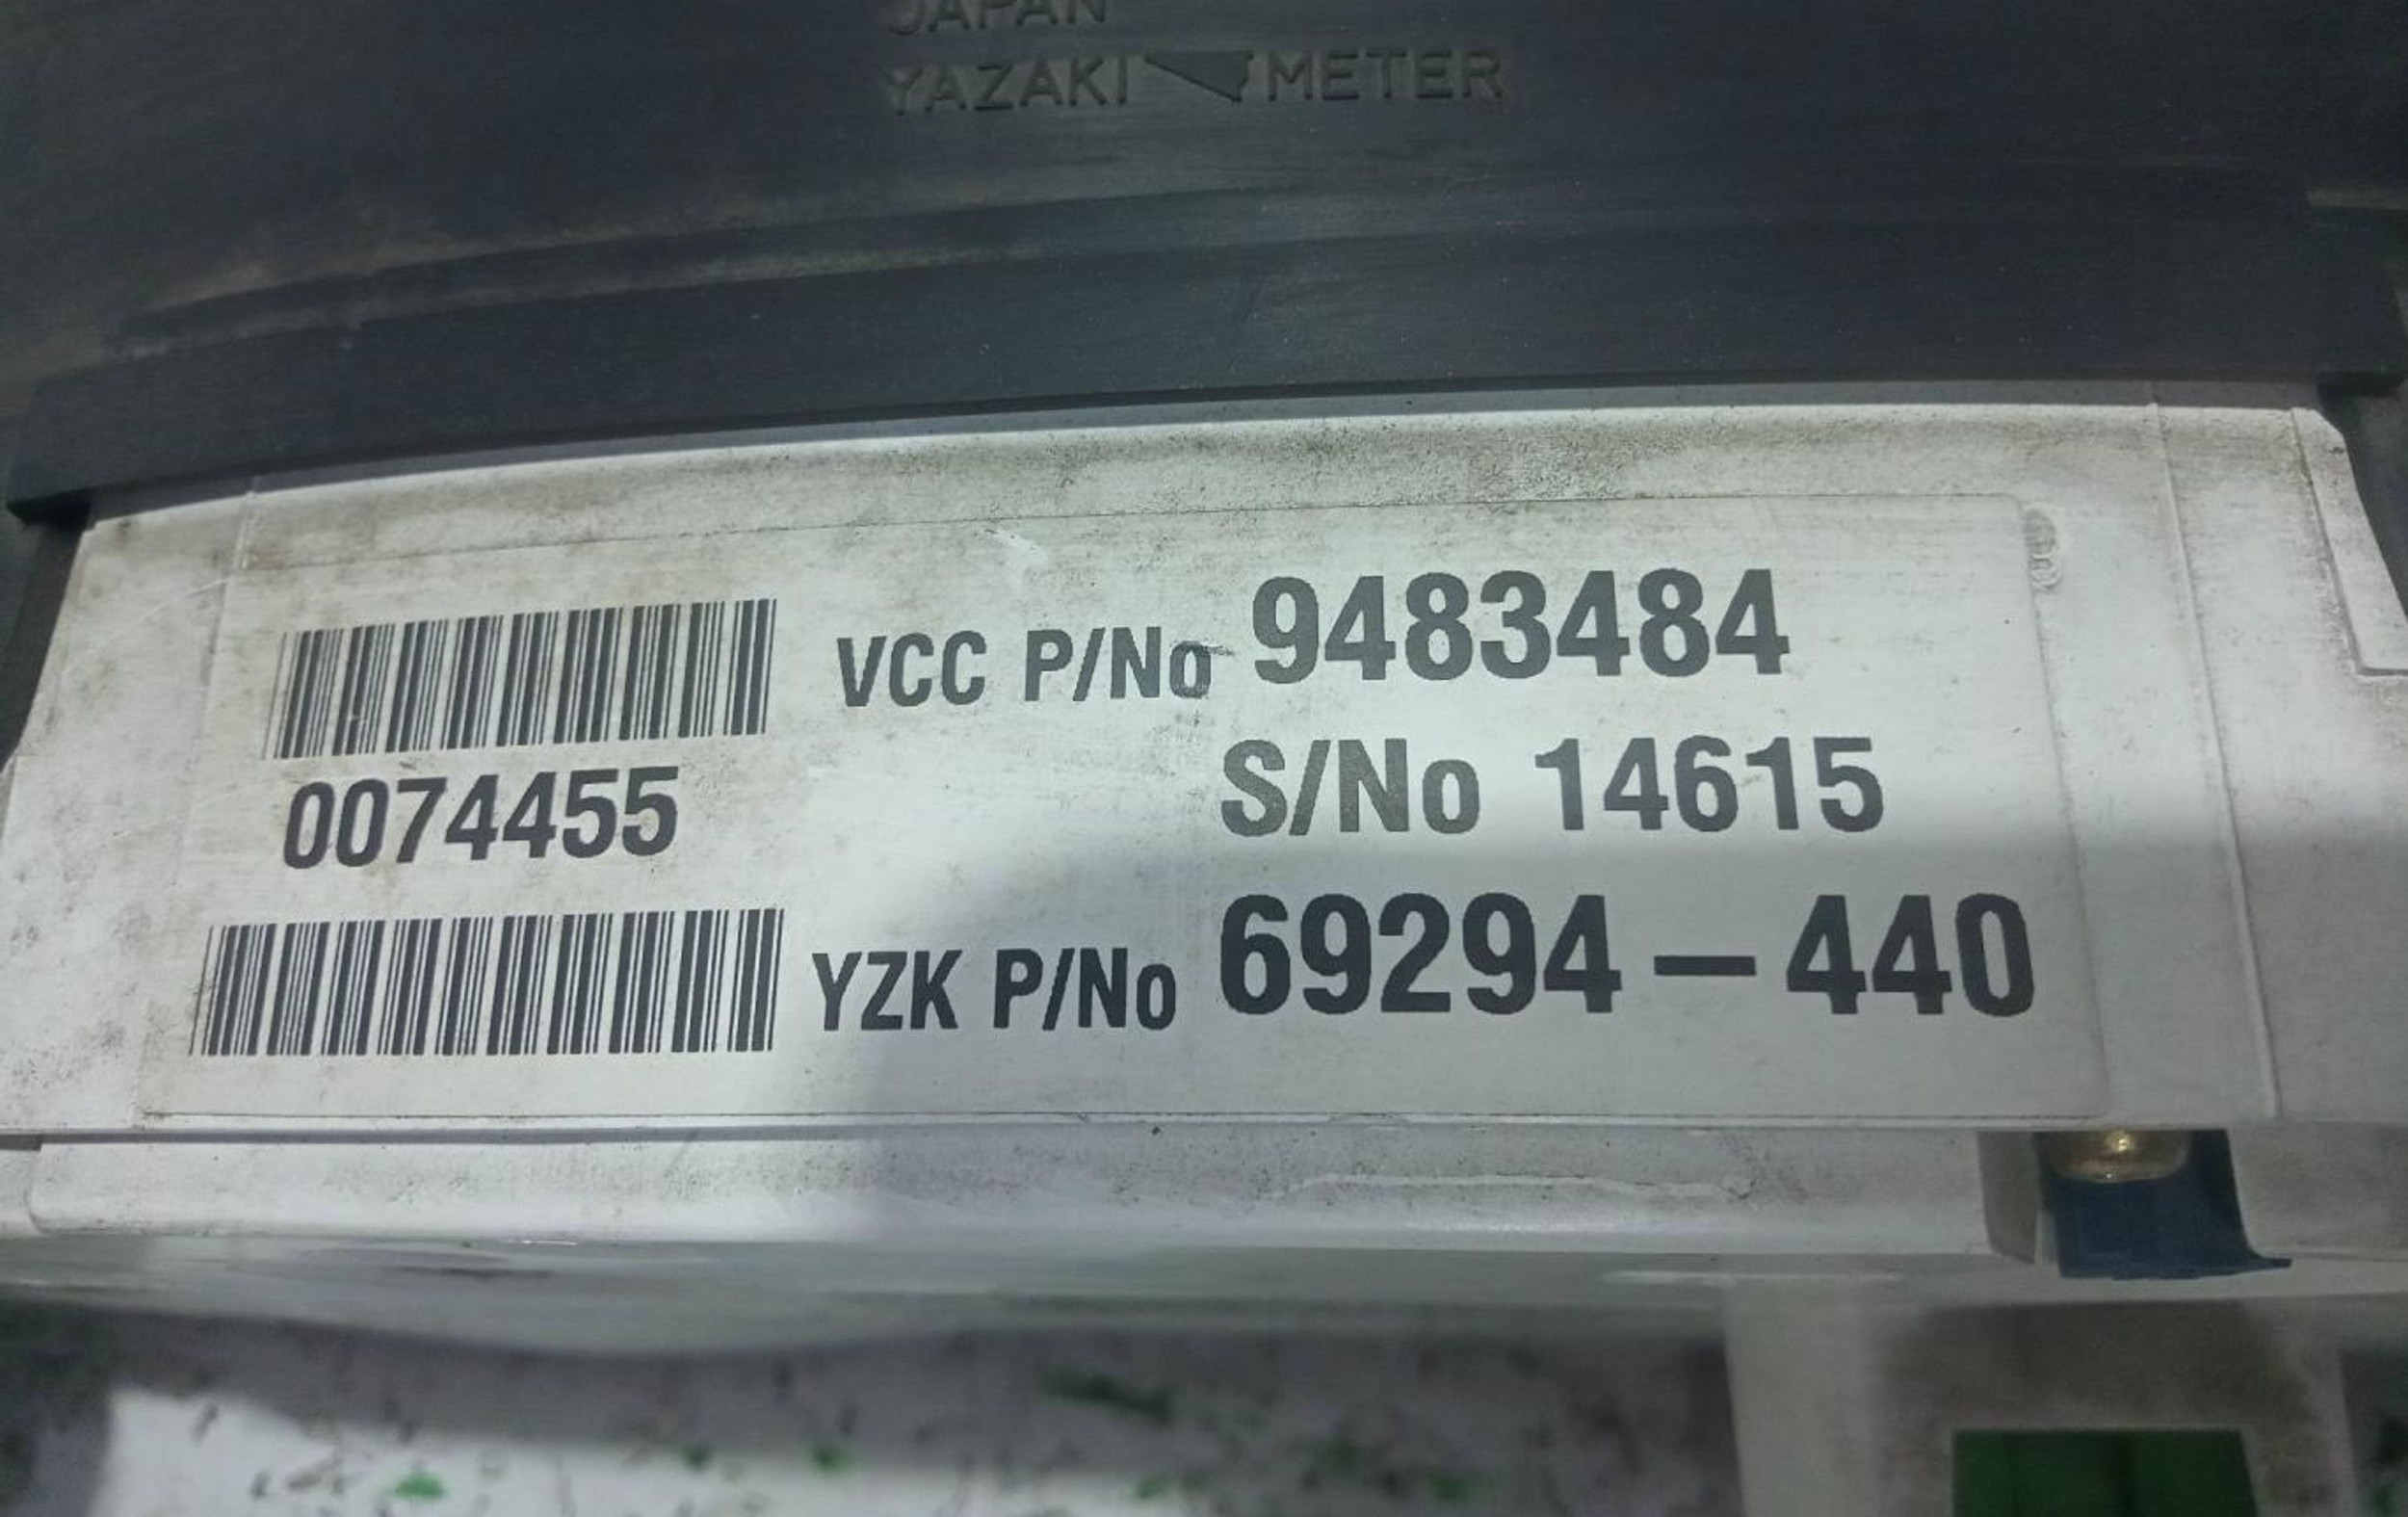 JAPAN
YAZAKI METER
VCC P/No 9483484
S/No 14615
0074455
YZK P/No 69294-440